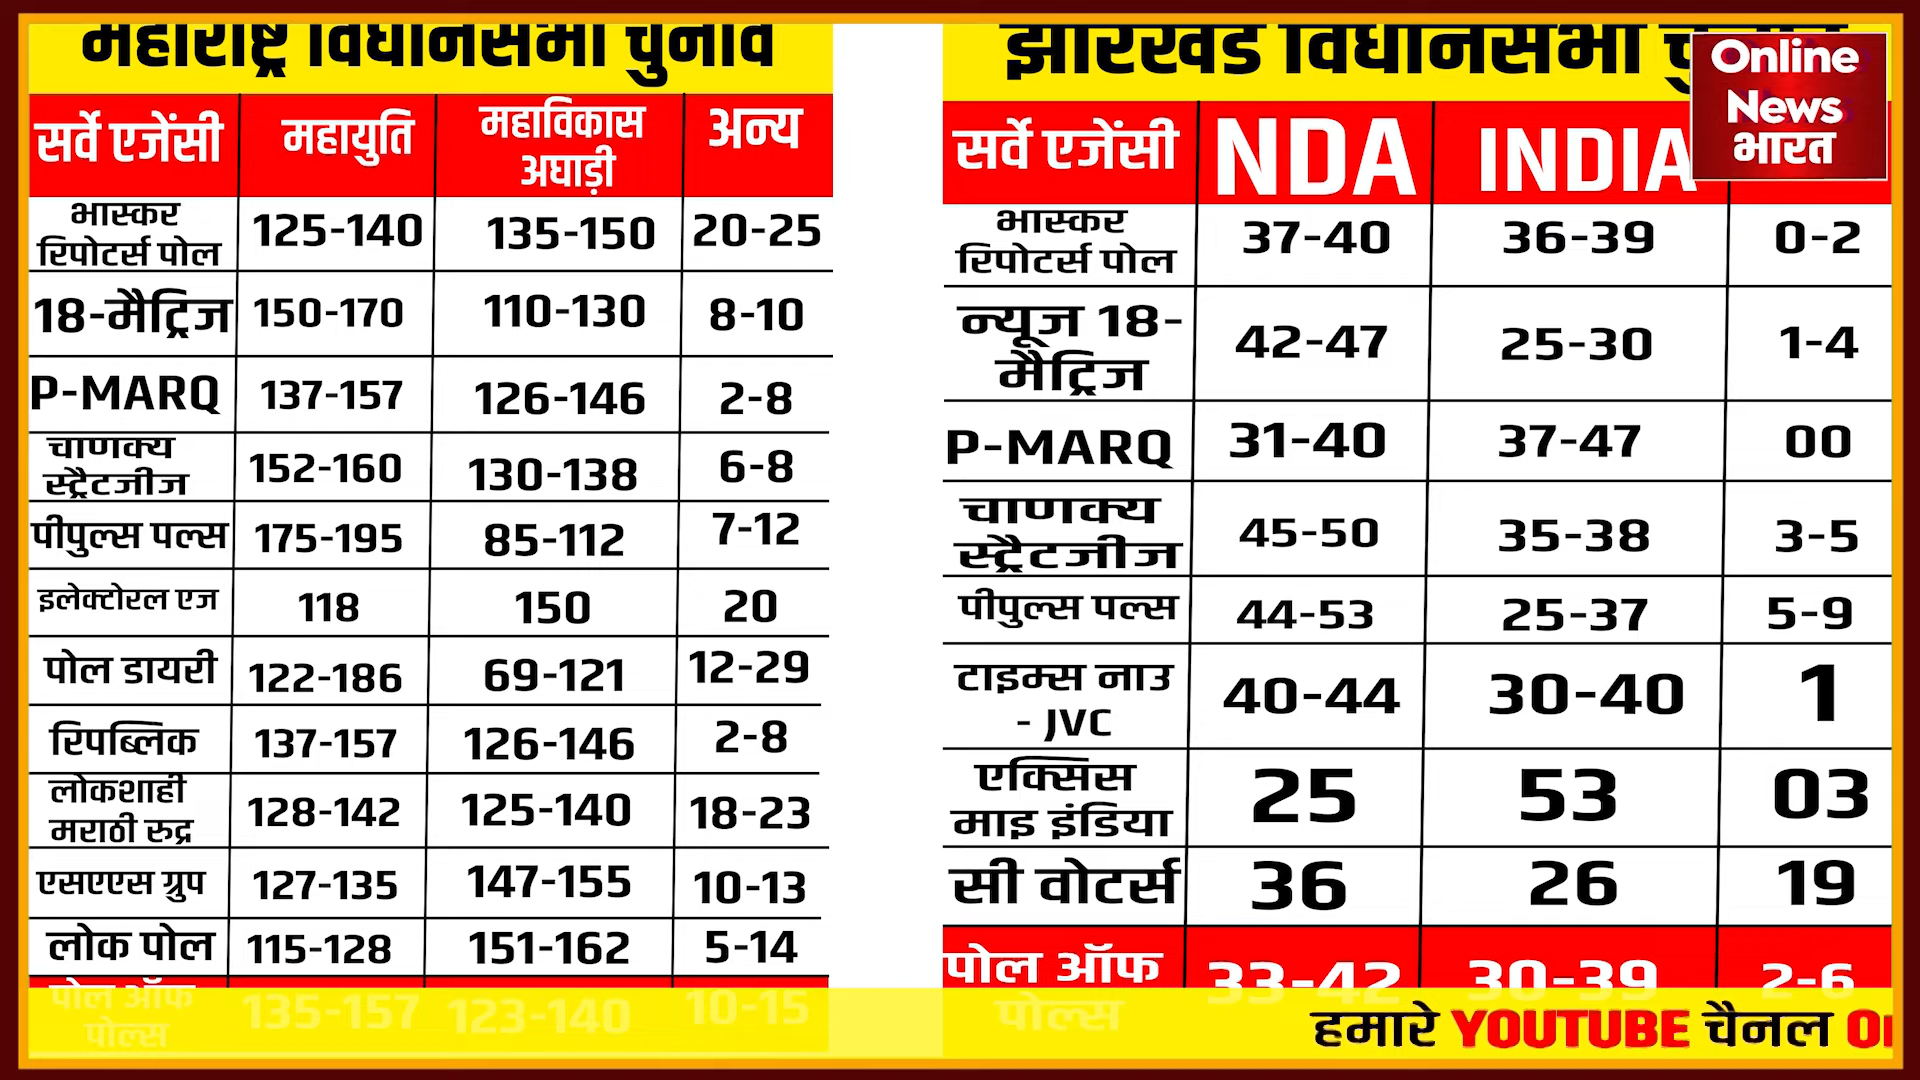 महाराष्ट्र विधानसभा चुनाव
सर्वे एजेंसी महायुति महाविकास अघाड़ी अन्य
भास्कर रिपोटर्स पोल 125-140 135-150 20-25
18-मैट्रिज 150-170 110-130 8-10
P-MARQ 137-157 126-146 2-8
चाणक्य स्ट्रैटजीज 152-160 130-138 6-8
पीपुल्स पल्स 175-195 85-112 7-12
इलेक्टोरल एज 118 150 20
पोल डायरी 122-186 69-121 12-29
रिपब्लिक 137-157 126-146 2-8
लोकशाही मराठी रुद्र 128-142 125-140 18-23
एसएएस ग्रुप 127-135 147-155 10-13
लोक पोल 115-128 151-162 5-14
पोल ऑफ पोल्स 135-157 123-140 10-15
झारखंड विधानसभा चुनाव
सर्वे एजेंसी NDA INDIA
भास्कर रिपोटर्स पोल 37-40 36-39 0-2
न्यूज 18-मैट्रिज 42-47 25-30 1-4
P-MARQ 31-40 37-47 00
चाणक्य स्ट्रैटजीज 45-50 35-38 3-5
पीपुल्स पल्स 44-53 25-37 5-9
टाइम्स नाउ - JVC 40-44 30-40 1
एक्सिस माइ इंडिया 25 53 03
सी वोटर्स 36 26 19
पोल ऑफ पोल्स 33-42 30-39 2-6
Online
News
भारत
हमारे YOUTUBE चैनल